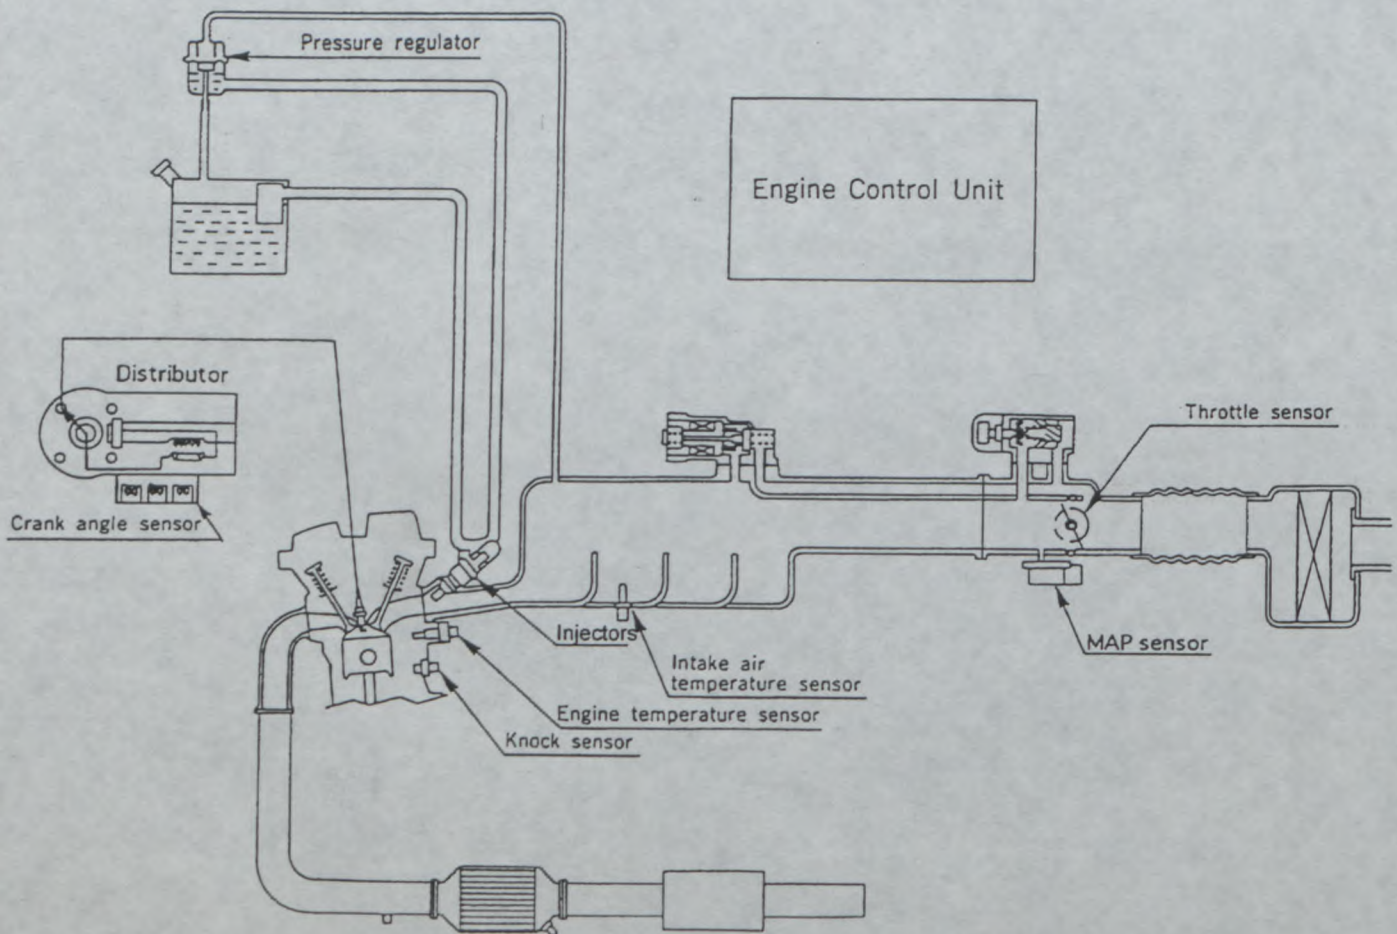 Pressure regulator
Engine Control Unit
Distributor
Throttle sensor
Crank angle sensor
Injectors
MAP sensor
Intake air
temperature sensor
Engine temperature sensor
Knock sensor